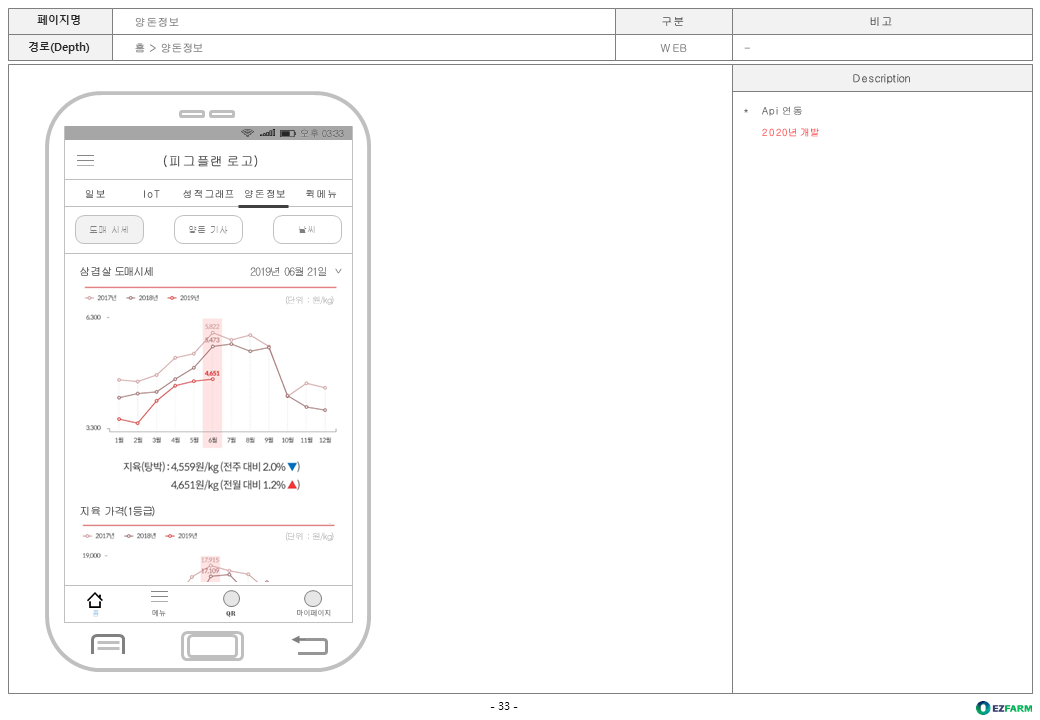 페이지명 양돈정보 구분 비고
경로(Depth) 홈 > 양돈정보 WEB -
Description
* Api 연동
2020년 개발
오후 03:33
(피그플랜 로고)
일보 IoT 성적그래프 양돈정보 퀵메뉴
도매 시세 양돈 기사 날씨
삼겹살 도매시세 2019년 06월 21일
2017년 2018년 2019년 (단위 : 원/kg)
6,300
5,822
5,473
4,651
3,300
1월 2월 3월 4월 5월 6월 7월 8월 9월 10월 11월 12월
지육(탕박) : 4,559원/kg (전주 대비 2.0% ▼)
4,651원/kg (전월 대비 1.2% ▲)
지육 가격(1등급)
2017년 2018년 2019년 (단위 : 원/kg)
19,000
17,915
17,109
홈 메뉴 QR 마이페이지
- 33 -
EZFARM